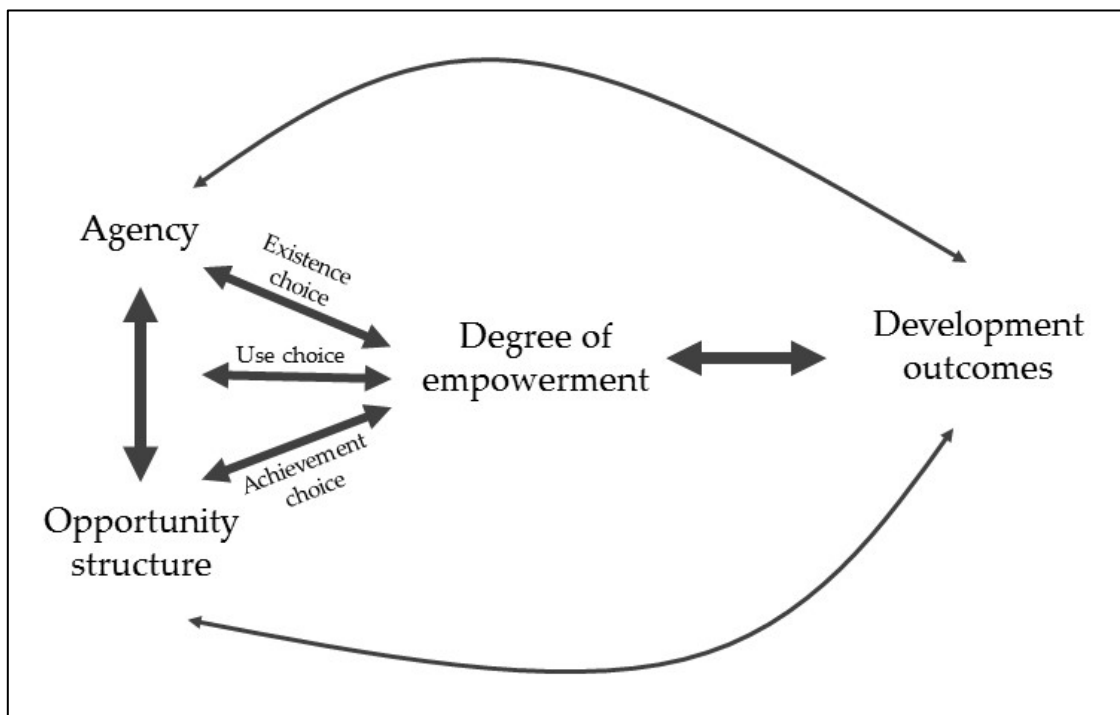 Agency
Existence
choice
Use choice
Achievement
choice
Opportunity
structure
Degree of
empowerment
Development
outcomes